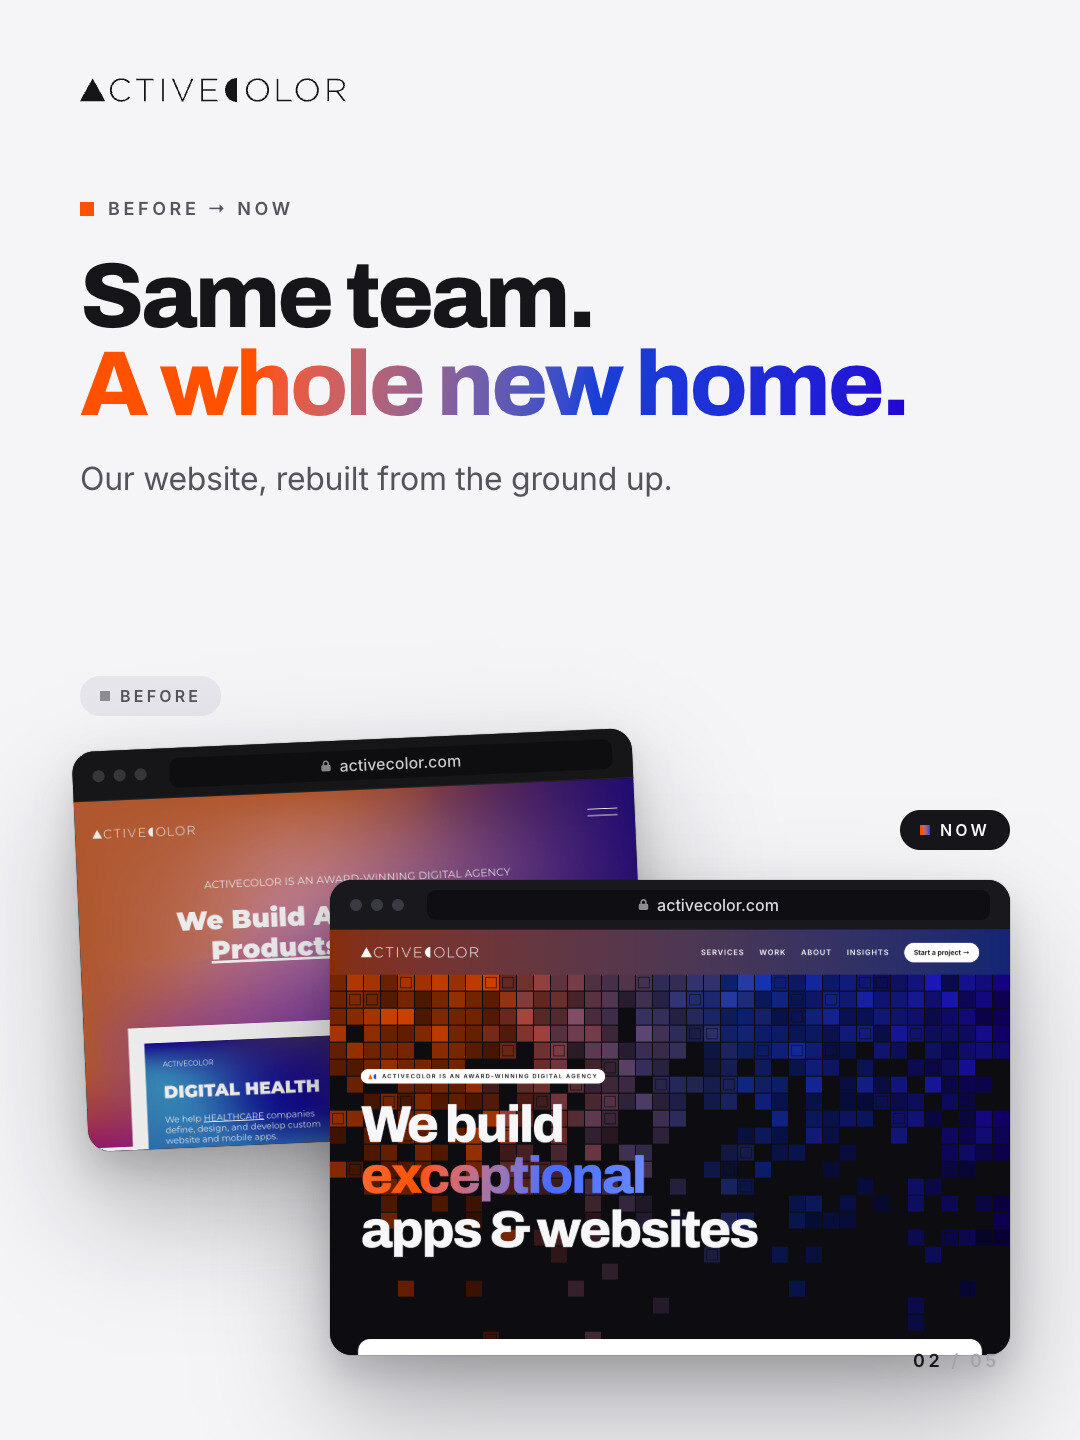 ACTIVECOLOR
BEFORE → NOW
Same team.
A whole new home.
Our website, rebuilt from the ground up.
BEFORE
activecolor.com
ACTIVECOLOR
ACTIVECOLOR IS AN AWARD-WINNING DIGITAL AGENCY
We Build
Products
ACTIVECOLOR
DIGITAL HEALTH
We help HEALTHCARE companies
define, design, and develop custom
website and mobile apps.
NOW
activecolor.com
ACTIVECOLOR
SERVICES WORK ABOUT INSIGHTS Start a project →
ACTIVECOLOR IS AN AWARD-WINNING DIGITAL AGENCY
We build
exceptional
apps & websites
02 / 05